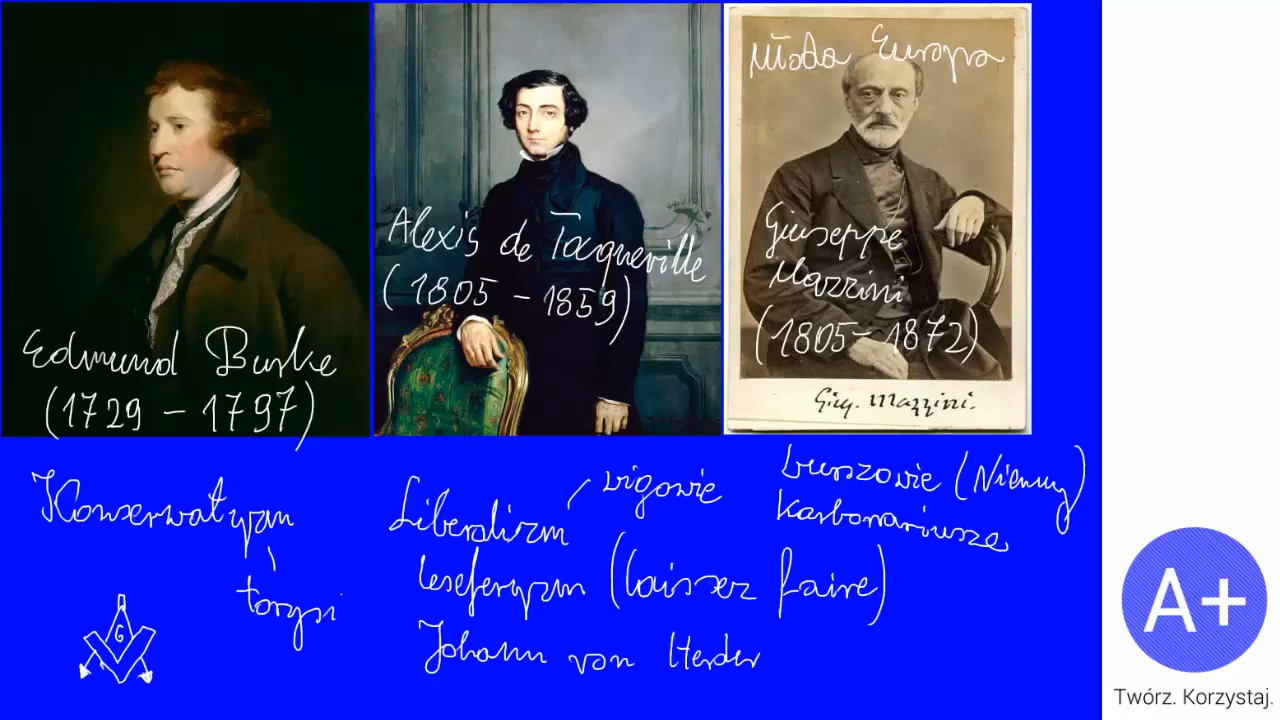 Edmund Burke
(1729 – 1797)
Alexis de Tocqueville
(1805 – 1859)
Młoda Europa
Giuseppe
Mazzini
(1805 – 1872)
Giu. Mazzini.
Konserwatyzm
torysi
G
Liberalizm
wigowie
leseferyzm (laissez faire)
Johann von Herder
burszowie (Niemcy)
karbonariusze
A+
Twórz. Korzystaj.